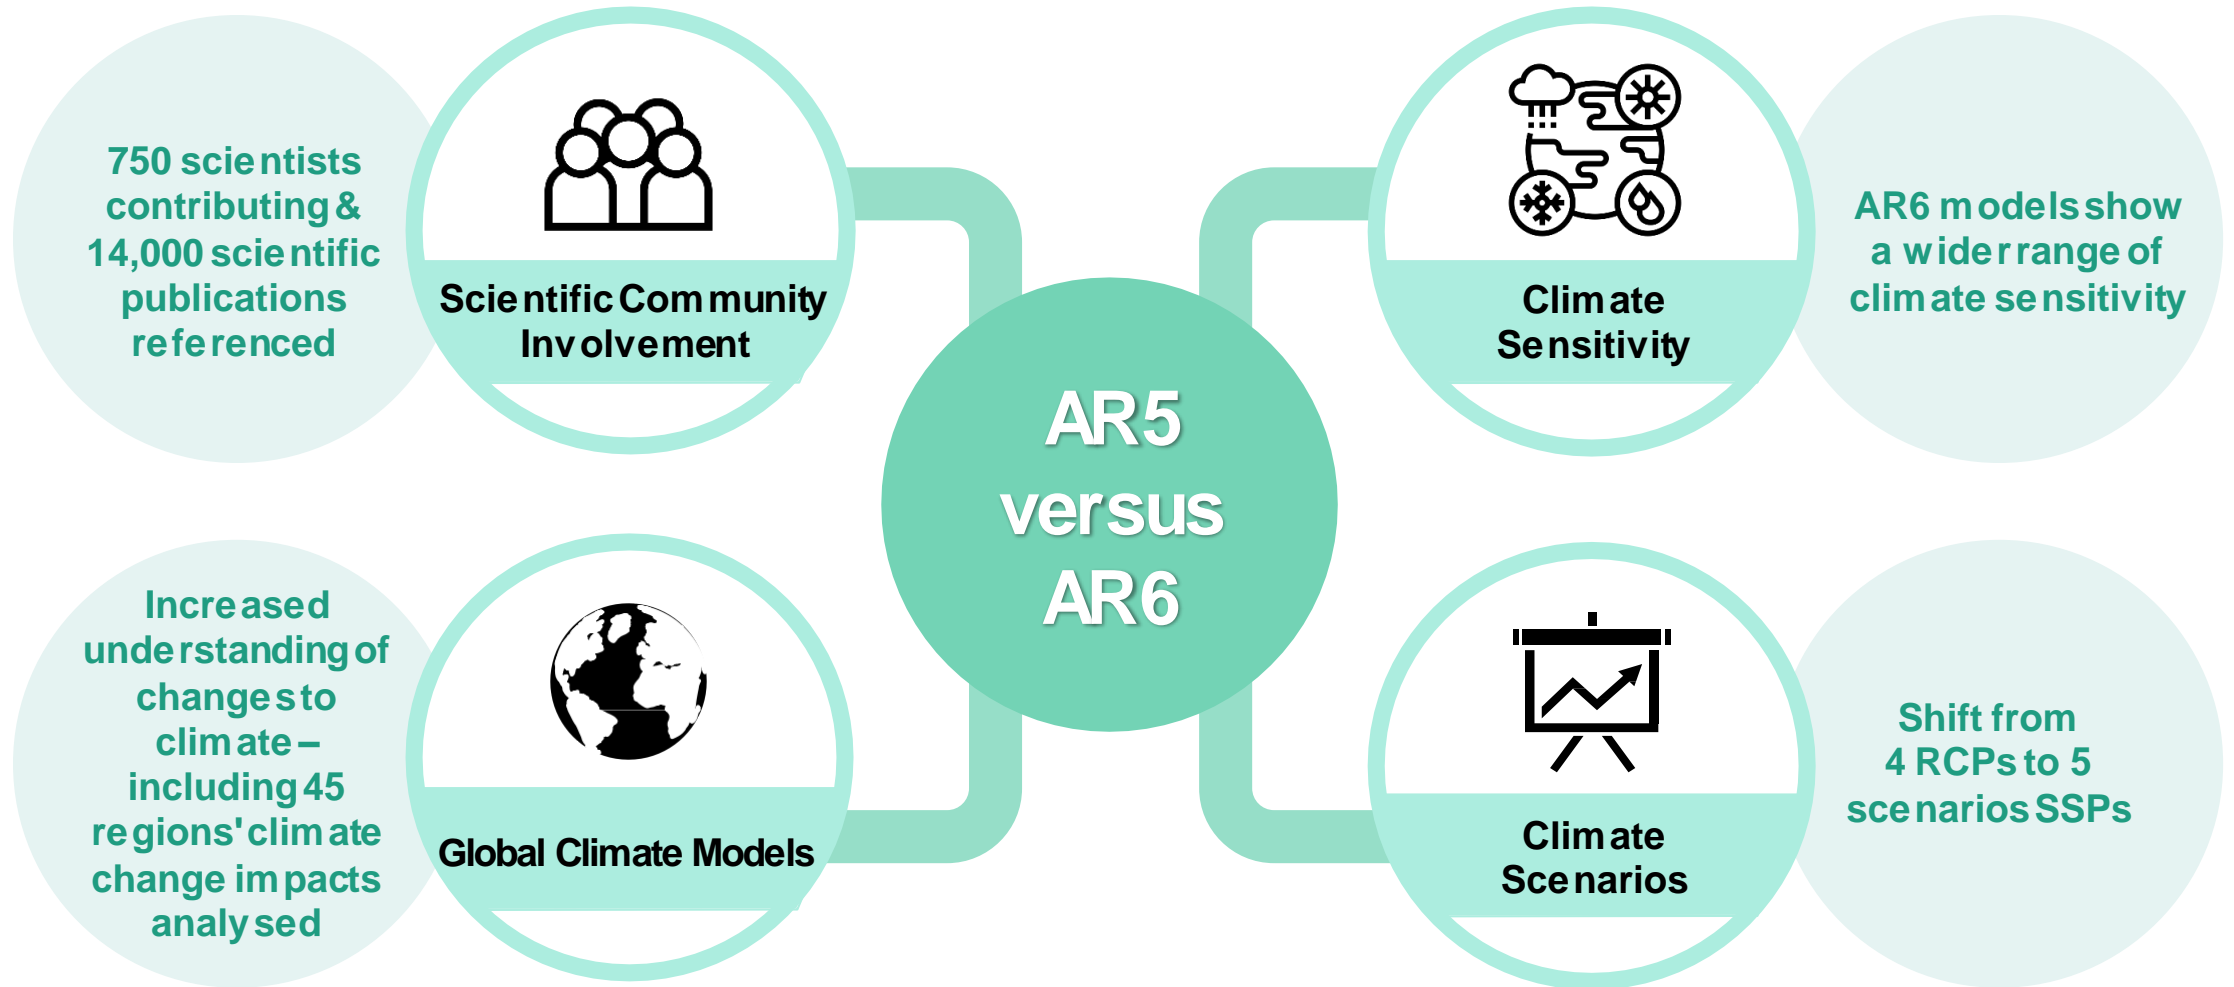 750 scientists
contributing &
14,000 scientific
publications
referenced
Scientific Community
Involvement
Climate
Sensitivity
AR6 models show
a wider range of
climate sensitivity
AR5
versus
AR6
Increased
understanding of
changes to
climate –
including 45
regions' climate
change impacts
analysed
Global Climate Models
Climate
Scenarios
Shift from
4 RCPs to 5
scenarios SSPs